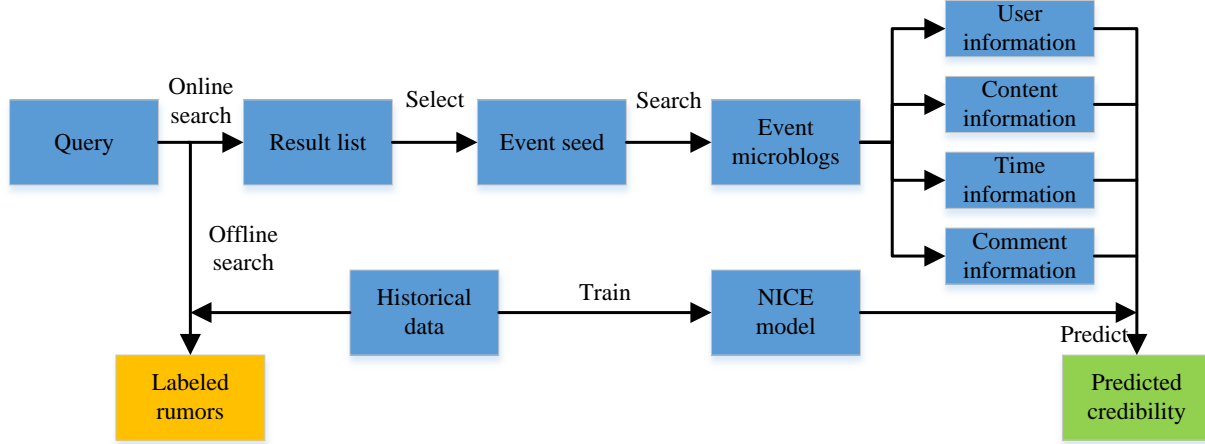 User
information
Online
search
Select
Search
Content
information
Query
Result list
Event seed
Event
microblogs
Time
information
Offline
search
Comment
information
Historical
data
Train
NICE
model
Predict
Labeled
rumors
Predicted
credibility